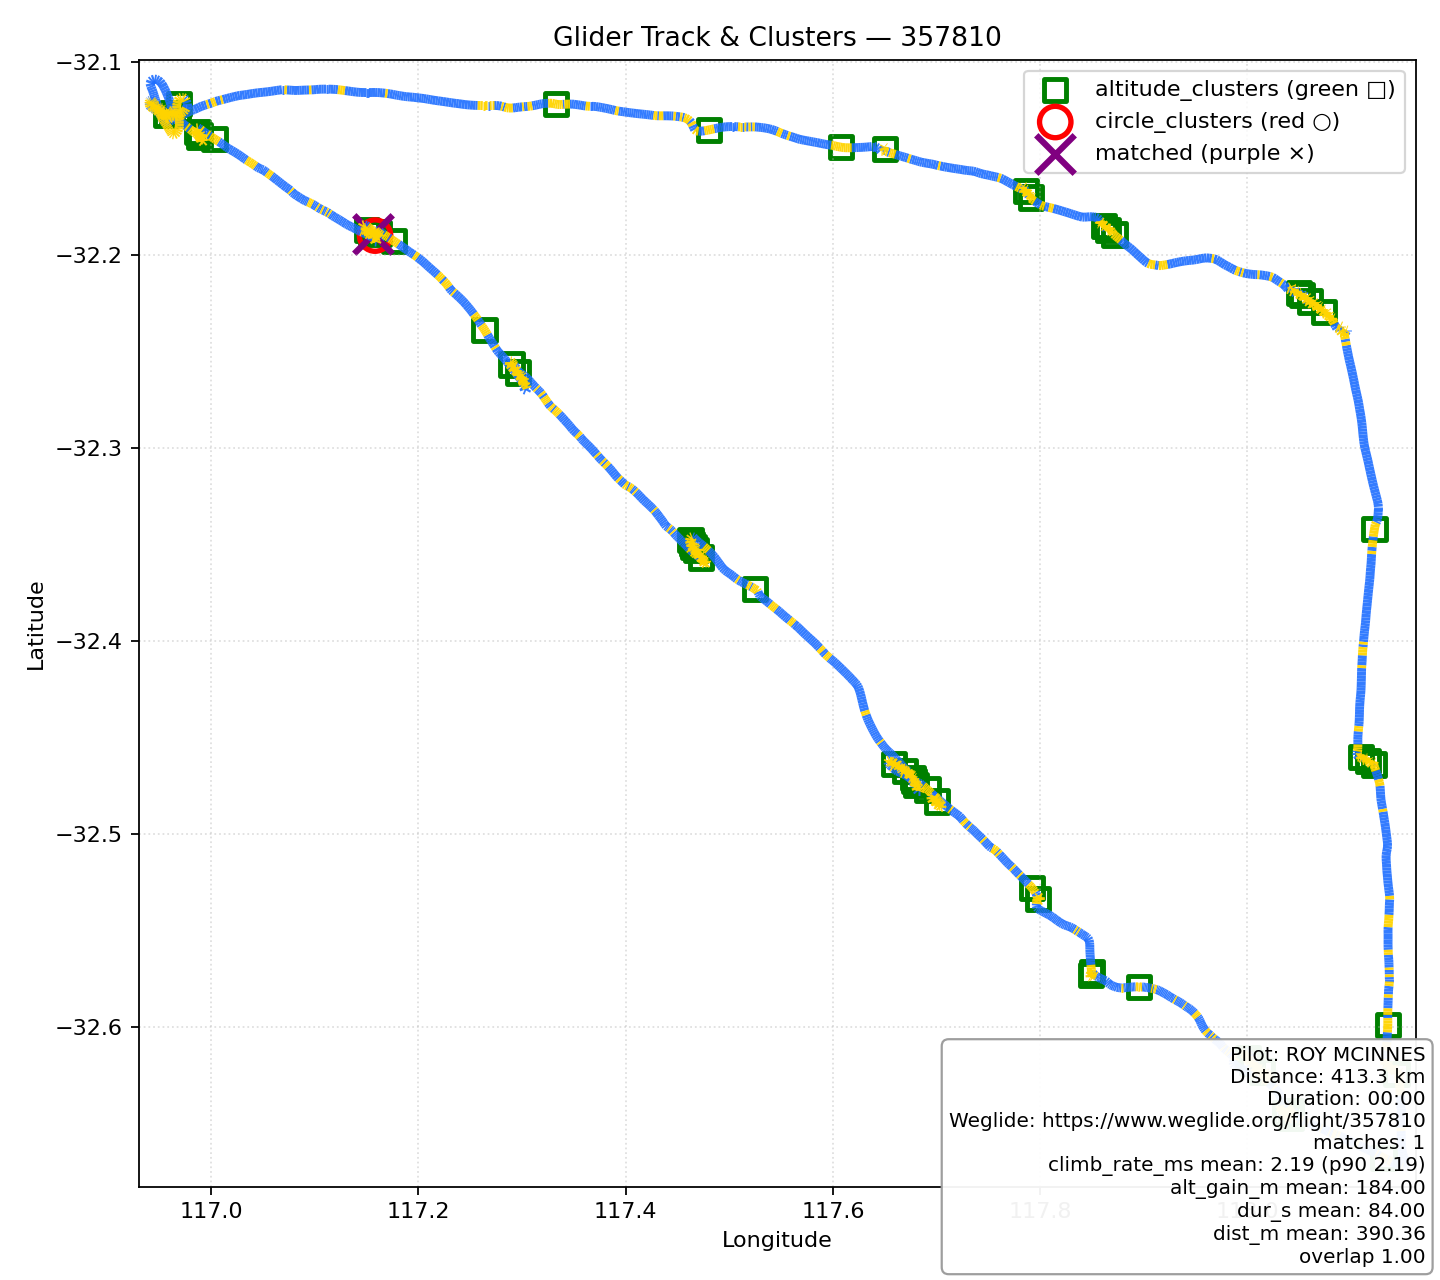 Glider Track & Clusters — 357810
altitude_clusters (green □)
circle_clusters (red ○)
matched (purple ×)
−32.1
−32.2
−32.3
−32.4
−32.5
−32.6
Latitude
117.0
117.2
117.4
117.6
117.8
Longitude
Pilot: ROY MCINNES
Distance: 413.3 km
Duration: 00:00
Weglide: https://www.weglide.org/flight/357810
matches: 1
climb_rate_ms mean: 2.19 (p90 2.19)
alt_gain_m mean: 184.00
dur_s mean: 84.00
dist_m mean: 390.36
overlap 1.00